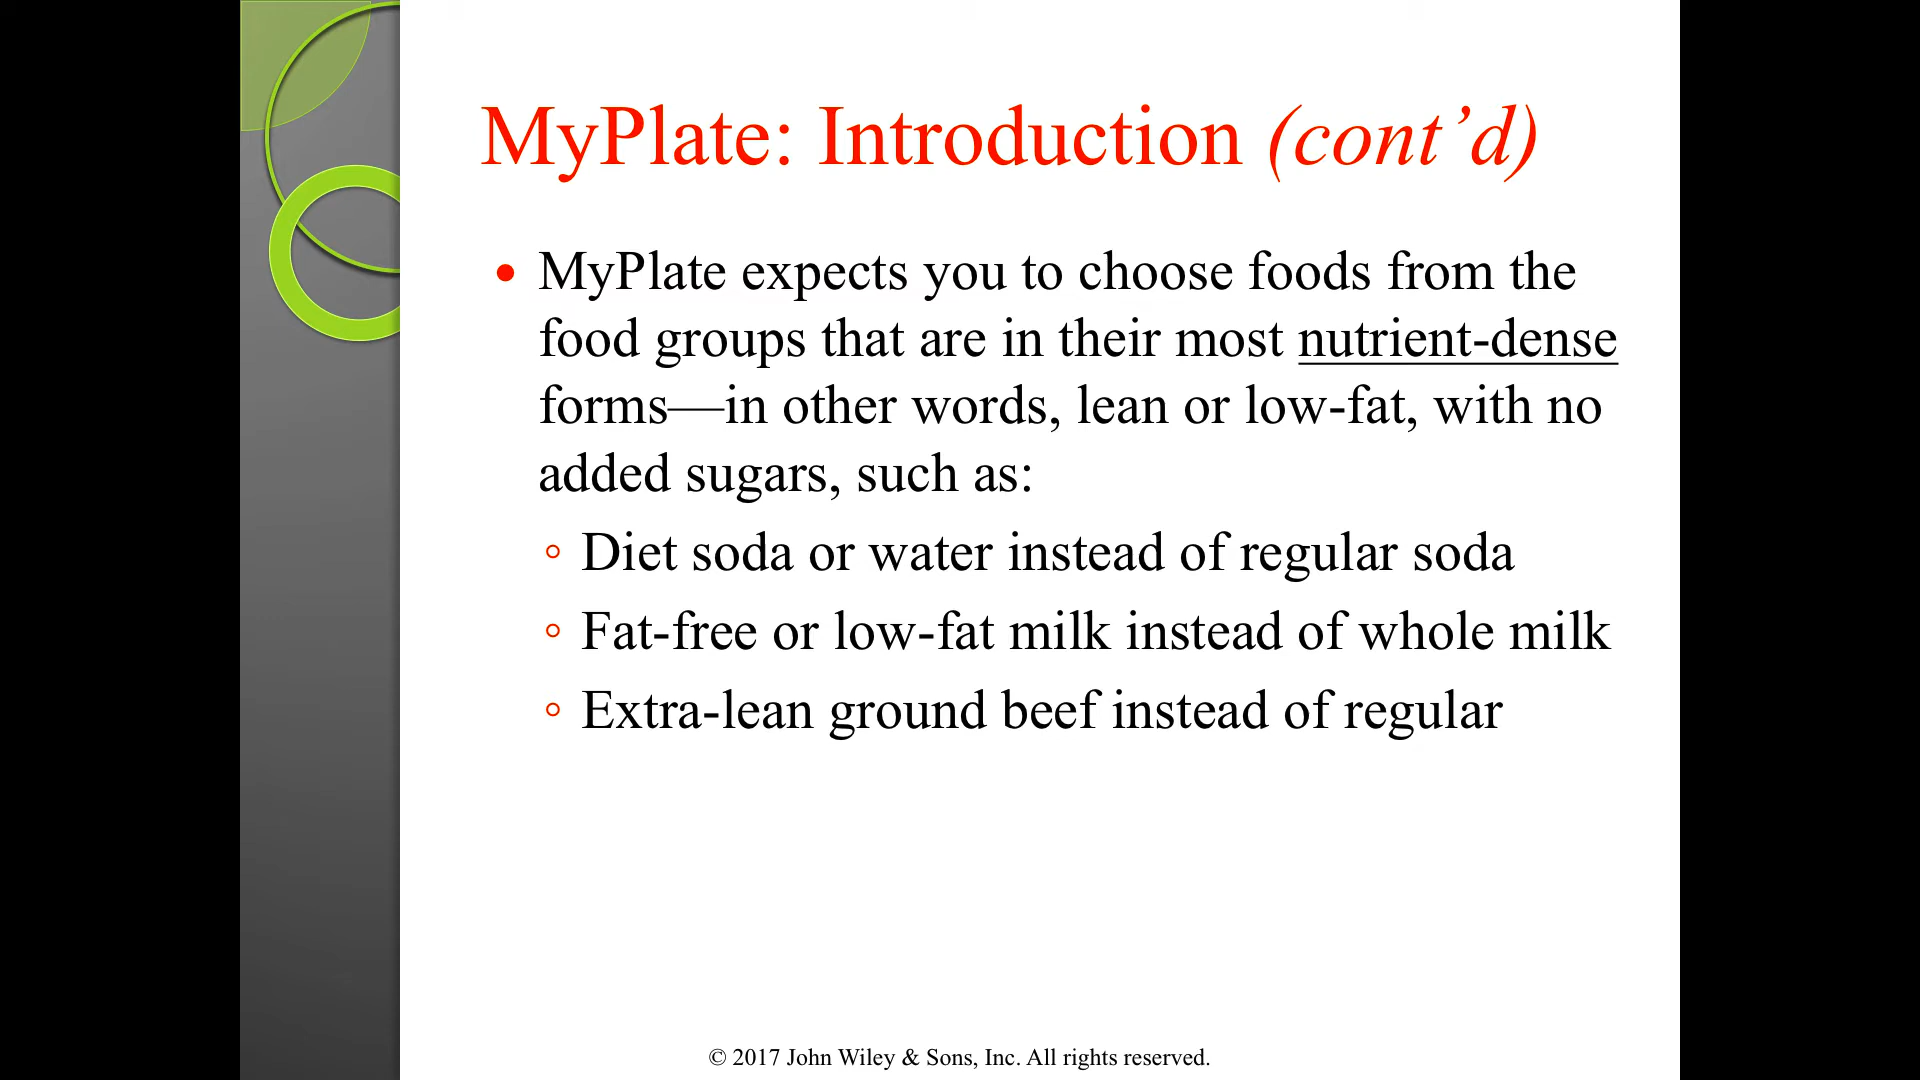 MyPlate: Introduction (cont’d)
• MyPlate expects you to choose foods from the
food groups that are in their most nutrient-dense
forms—in other words, lean or low-fat, with no
added sugars, such as:
◦ Diet soda or water instead of regular soda
◦ Fat-free or low-fat milk instead of whole milk
◦ Extra-lean ground beef instead of regular
© 2017 John Wiley & Sons, Inc. All rights reserved.